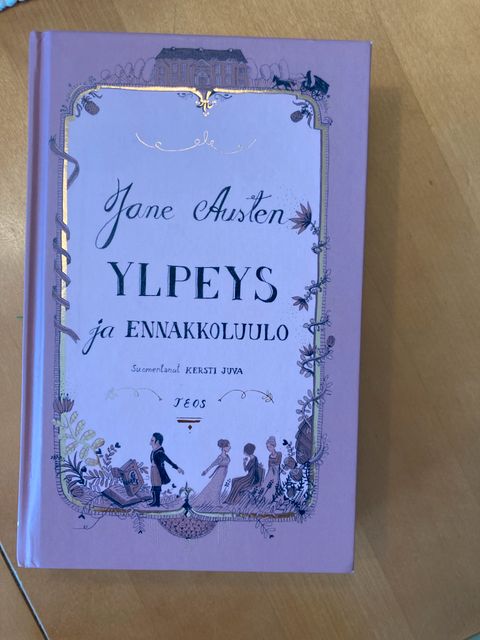 Jane Austen
YLPEYS
ja ENNAKKOLUULO
Suomentanut KERSTI JUVA
TEOS